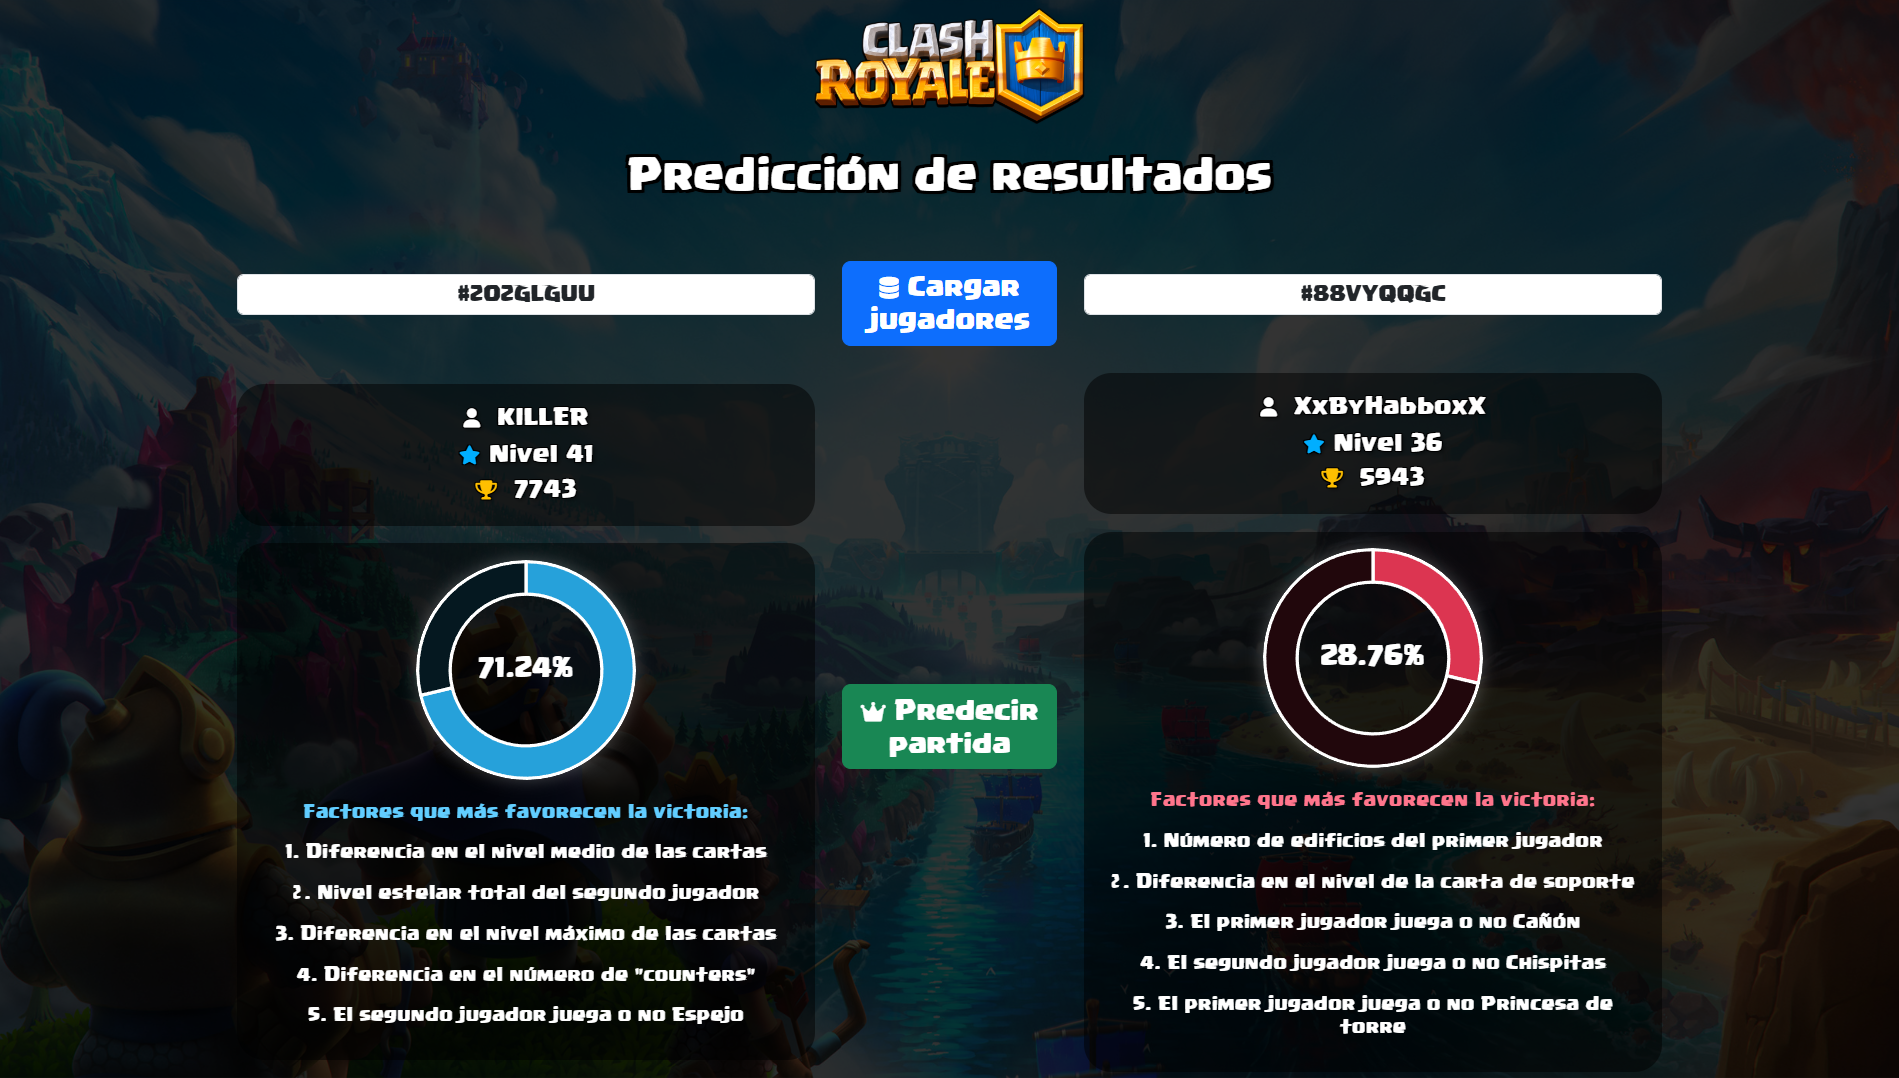 CLASH
ROYALE
Predicción de resultados
#202GLGUU
Cargar
jugadores
#88VYQQGC
KILLER
Nivel 41
7743
XxByHabboxX
Nivel 36
5943
71.24%
Factores que más favorecen la victoria:
1. Diferencia en el nivel medio de las cartas
2. Nivel estelar total del segundo jugador
3. Diferencia en el nivel máximo de las cartas
4. Diferencia en el número de "counters"
5. El segundo jugador juega o no Espejo
Predecir
partida
28.76%
Factores que más favorecen la victoria:
1. Número de edificios del primer jugador
2. Diferencia en el nivel de la carta de soporte
3. El primer jugador juega o no Cañón
4. El segundo jugador juega o no Chispitas
5. El primer jugador juega o no Princesa de
torre